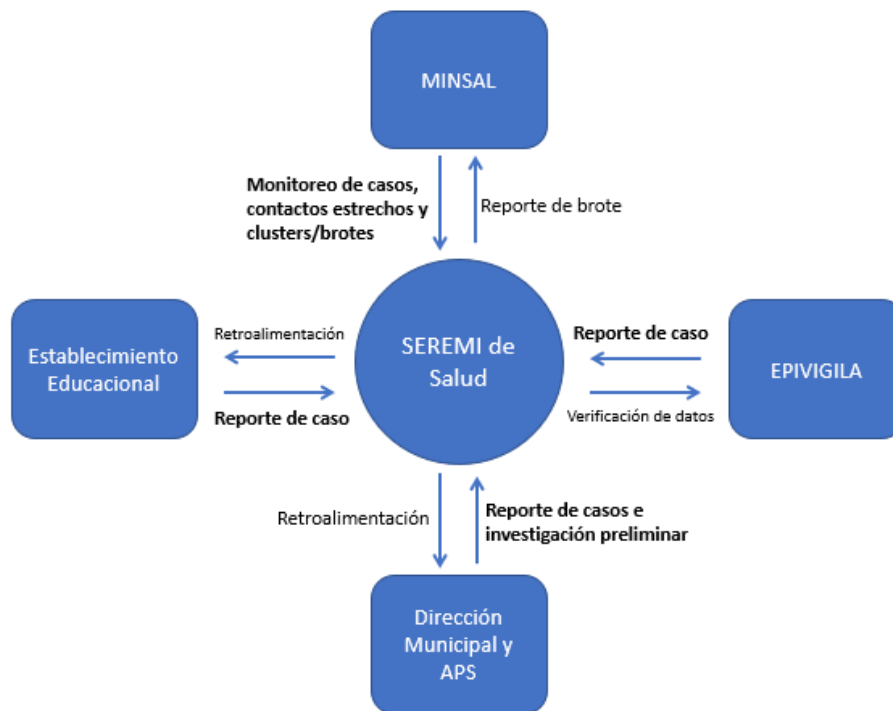 MINSAL
Monitoreo de casos,
contactos estrechos y
clusters/brotes
Reporte de brote
Establecimiento
Educacional
Retroalimentación
Reporte de caso
SEREMI de
Salud
Reporte de caso
Verificación de datos
EPIVIGILA
Retroalimentación
Reporte de casos e
investigación preliminar
Dirección
Municipal y
APS